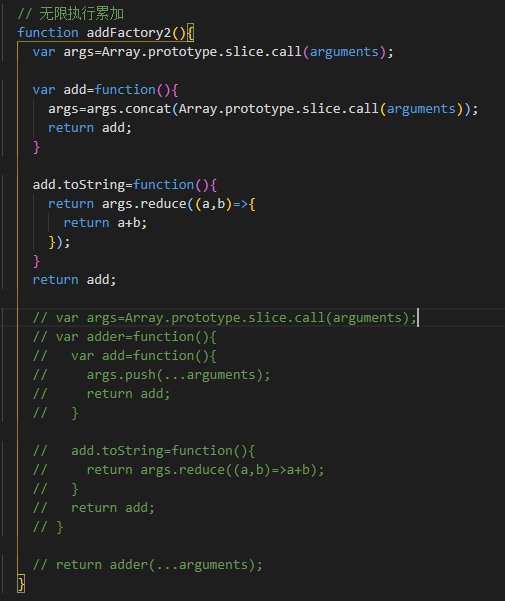 // 无限执行累加
function addFactory2(){
  var args=Array.prototype.slice.call(arguments);

  var add=function(){
    args=args.concat(Array.prototype.slice.call(arguments));
    return add;
  }

  add.toString=function(){
    return args.reduce((a,b)=>{
      return a+b;
    });
  }
  return add;

  // var args=Array.prototype.slice.call(arguments);
  // var adder=function(){
  //   var add=function(){
  //     args.push(...arguments);
  //     return add;
  //   }

  //   add.toString=function(){
  //     return args.reduce((a,b)=>a+b);
  //   }
  //   return add;
  // }

  // return adder(...arguments);
}